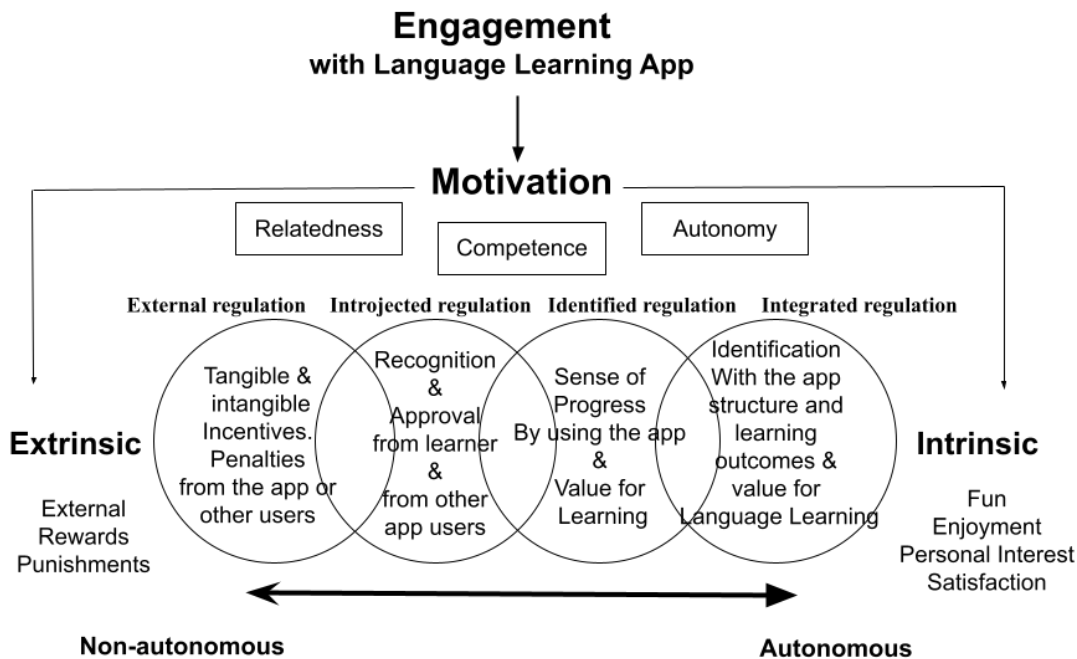 Engagement
with Language Learning App
Motivation
Relatedness
Competence
Autonomy
External regulation
Introjected regulation
Identified regulation
Integrated regulation
Tangible &
intangible
Incentives.
Penalties
from the app or
other users
Recognition
&
Approval
from learner
&
from other
app users
Sense of
Progress
By using the app
&
Value for
Learning
Identification
With the app
structure and
learning
outcomes &
value for
Language Learning
Extrinsic
External
Rewards
Punishments
Intrinsic
Fun
Enjoyment
Personal Interest
Satisfaction
Non-autonomous
Autonomous